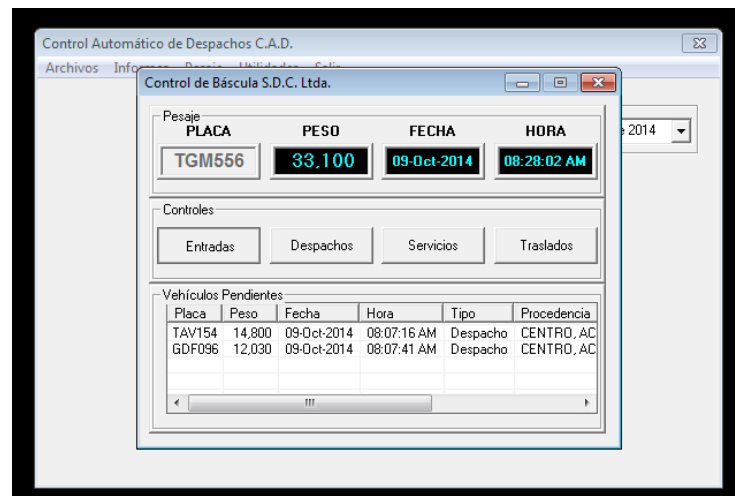 Control Automático de Despachos C.A.D.
Archivos
Control de Báscula S.D.C. Ltda.
Pesaje
PLACA PESO FECHA HORA
TGM556 33,100 09-Oct-2014 08:28:02 AM
2014
Controles
Entradas Despachos Servicios Traslados
Vehículos Pendientes
Placa Peso Fecha Hora Tipo Procedencia
TAV154 14,800 09-Oct-2014 08:07:16 AM Despacho CENTRO, AC
GDF096 12,030 09-Oct-2014 08:07:41 AM Despacho CENTRO, AC